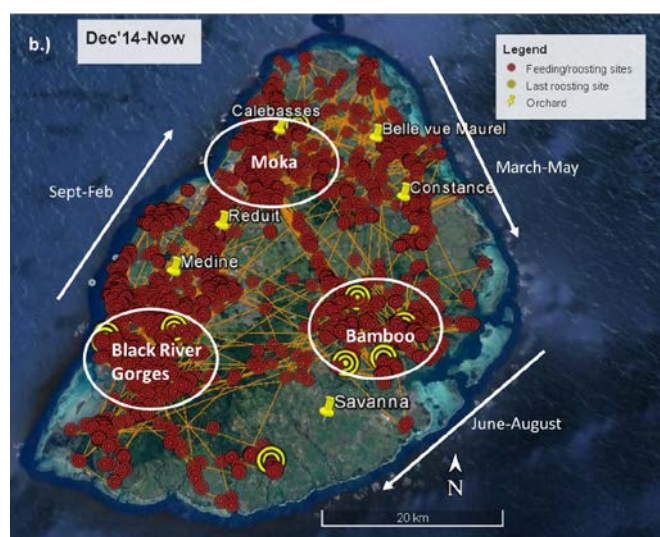 b.)
Dec'14-Now
Legend
Feeding/roosting sites
Last roosting site
Orchard
Calebasses
Belle vue Maurel
Moka
March-May
Sept-Feb
Constance
Reduit
Medine
Bamboo
Black River
Gorges
Savanna
June-August
N
20 km